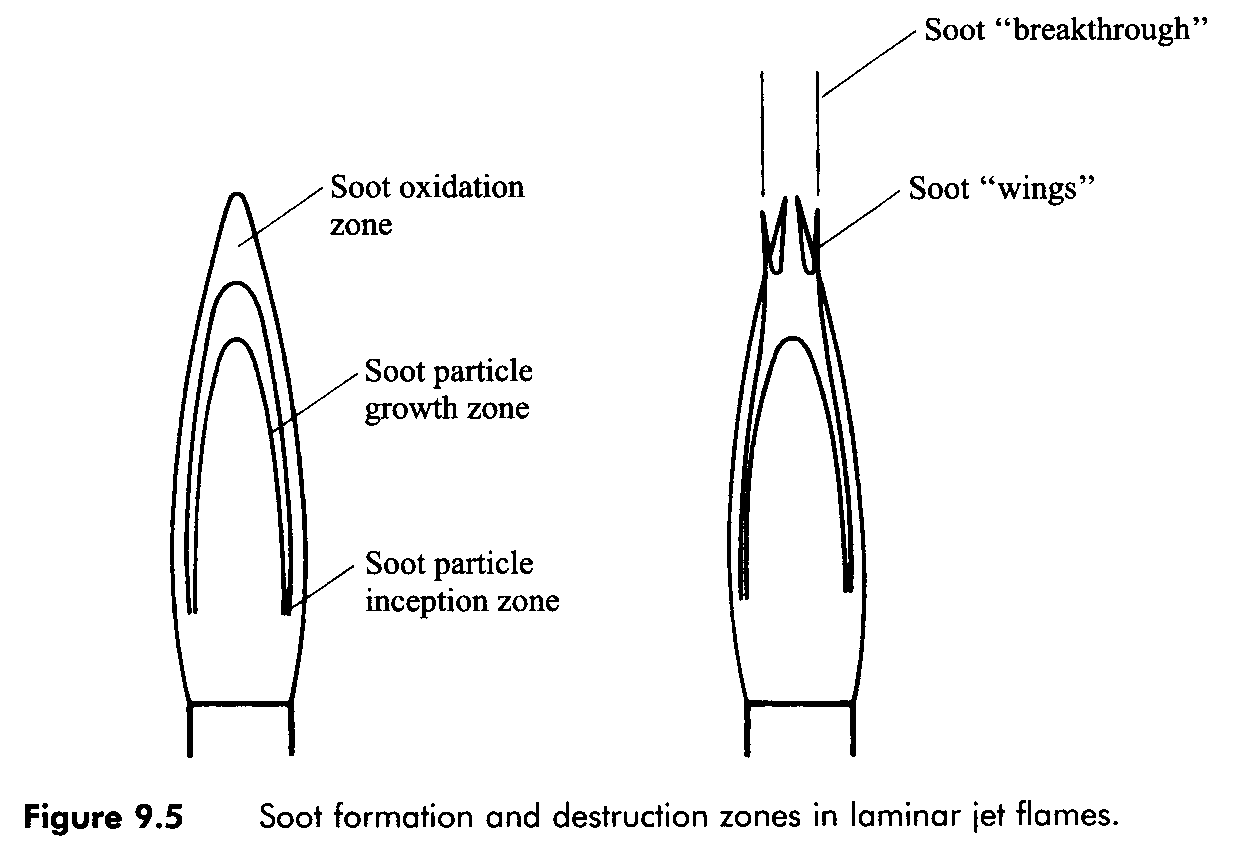 Soot “breakthrough”
Soot oxidation
zone
Soot “wings”
Soot particle
growth zone
Soot particle
inception zone
Figure 9.5 Soot formation and destruction zones in laminar jet flames.